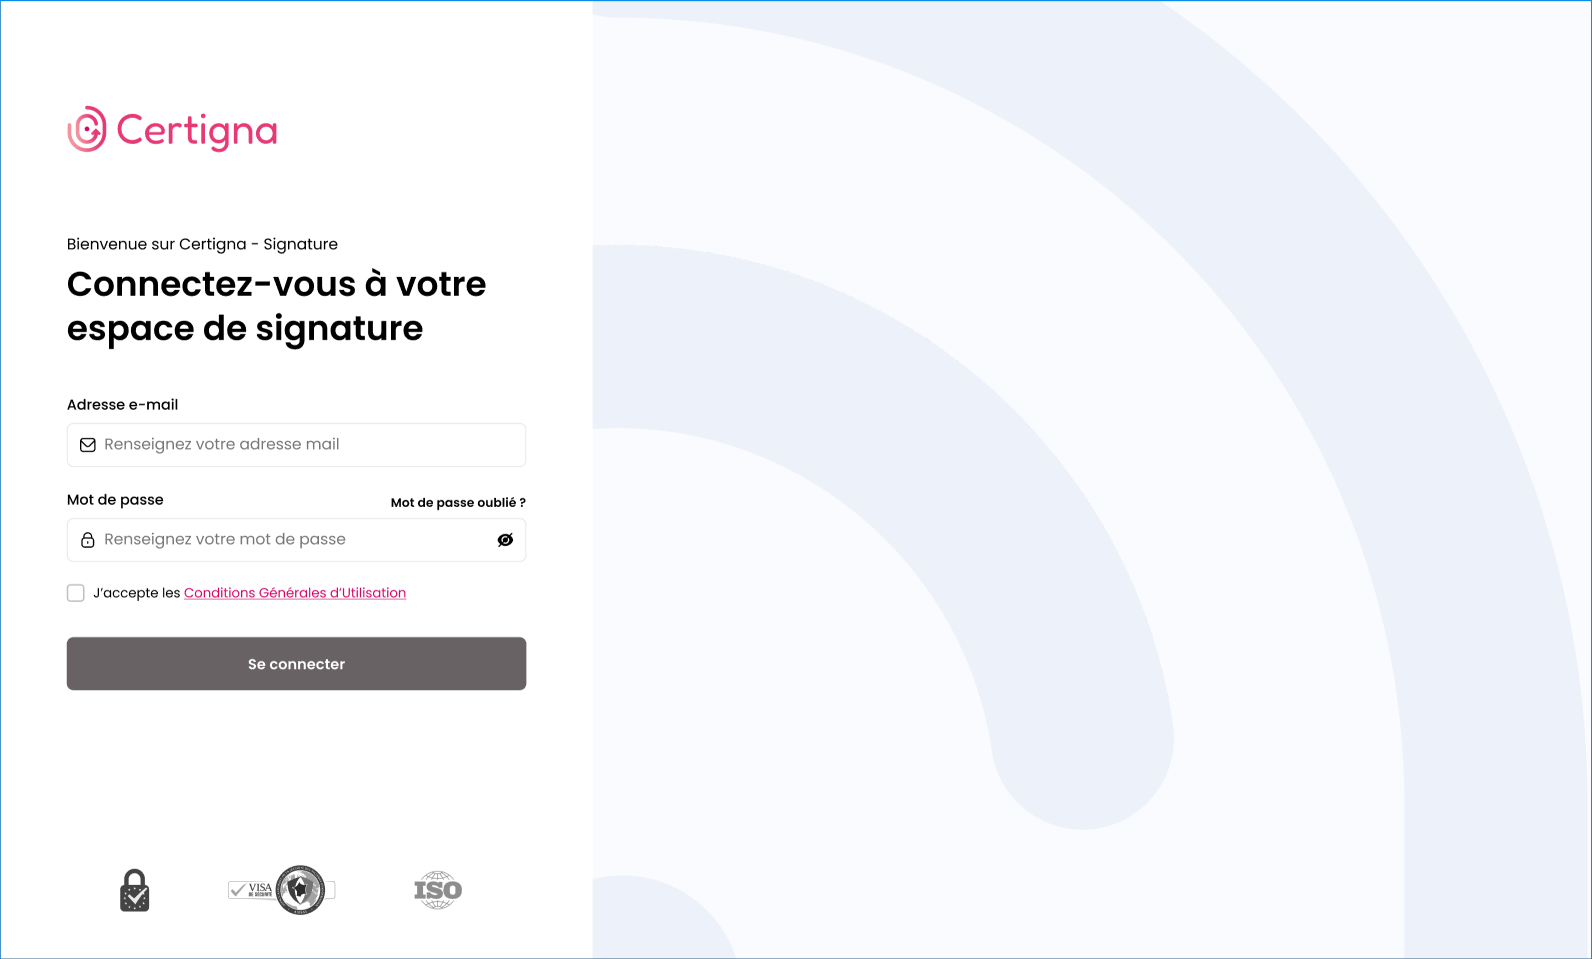 Certigna
Bienvenue sur Certigna - Signature
Connectez-vous à votre
espace de signature
Adresse e-mail
Renseignez votre adresse mail
Mot de passe
Mot de passe oublié ?
Renseignez votre mot de passe
J’accepte les Conditions Générales d’Utilisation
Se connecter
VISA
DE SÉCURITÉ
ISO